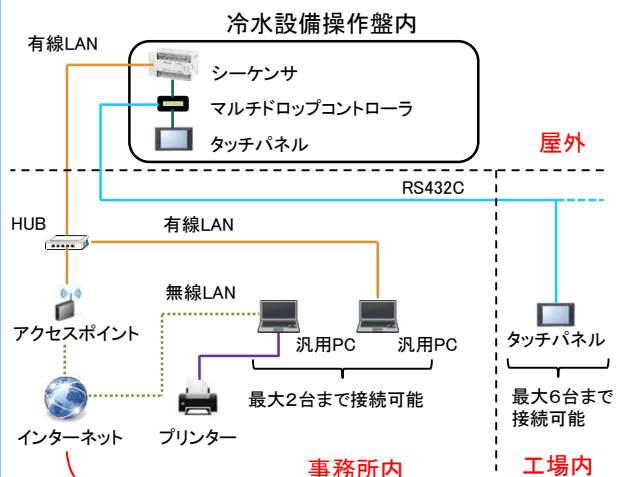 冷水設備操作盤内
有線LAN
シーケンサ
マルチドロップコントローラ
タッチパネル
屋外
RS432C
HUB
有線LAN
無線LAN
アクセスポイント
汎用PC
汎用PC
タッチパネル
最大2台まで接続可能
最大6台まで
接続可能
インターネット
プリンター
事務所内
工場内